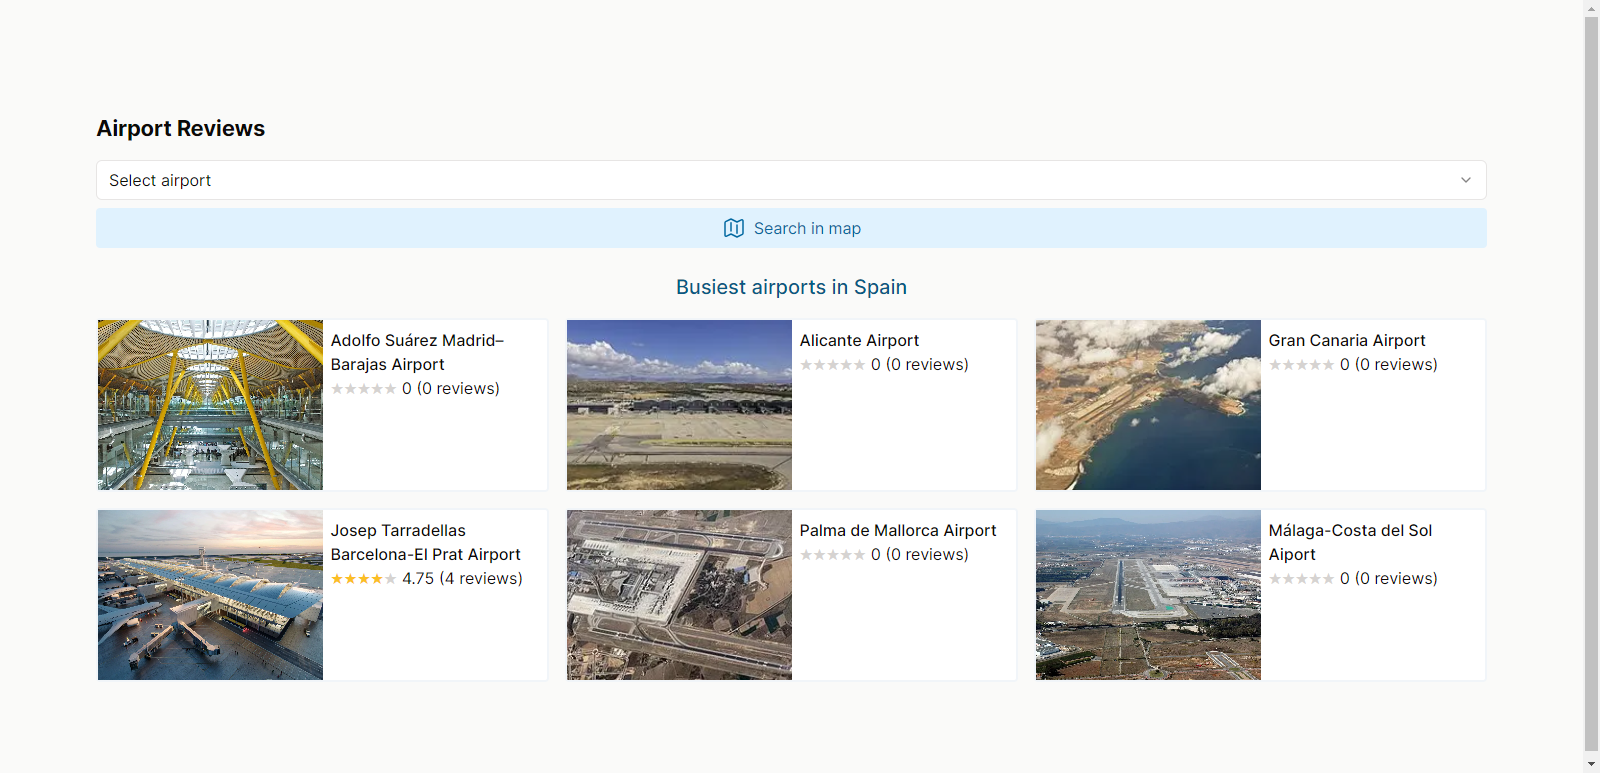 Airport Reviews
Select airport
Search in map
Busiest airports in Spain
Adolfo Suárez Madrid–
Barajas Airport
0 (0 reviews)
Alicante Airport
0 (0 reviews)
Gran Canaria Airport
0 (0 reviews)
Josep Tarradellas
Barcelona-El Prat Airport
4.75 (4 reviews)
Palma de Mallorca Airport
0 (0 reviews)
Málaga-Costa del Sol
Aiport
0 (0 reviews)